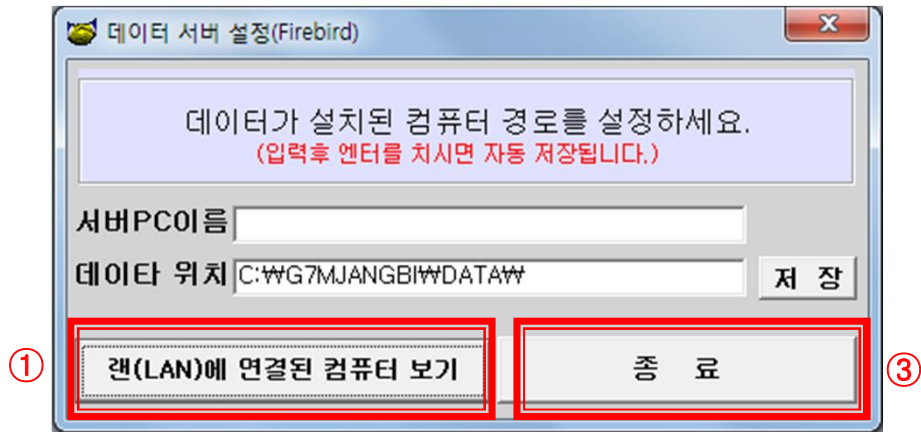 데이터 서버 설정(Firebird)
데이터가 설치된 컴퓨터 경로를 설정하세요.
(입력후 엔터를 치시면 자동 저장됩니다.)
서버PC이름
데이타 위치 C:₩G7MJANGBI₩DATA₩ 저 장
① 랜(LAN)에 연결된 컴퓨터 보기 종 료 ③